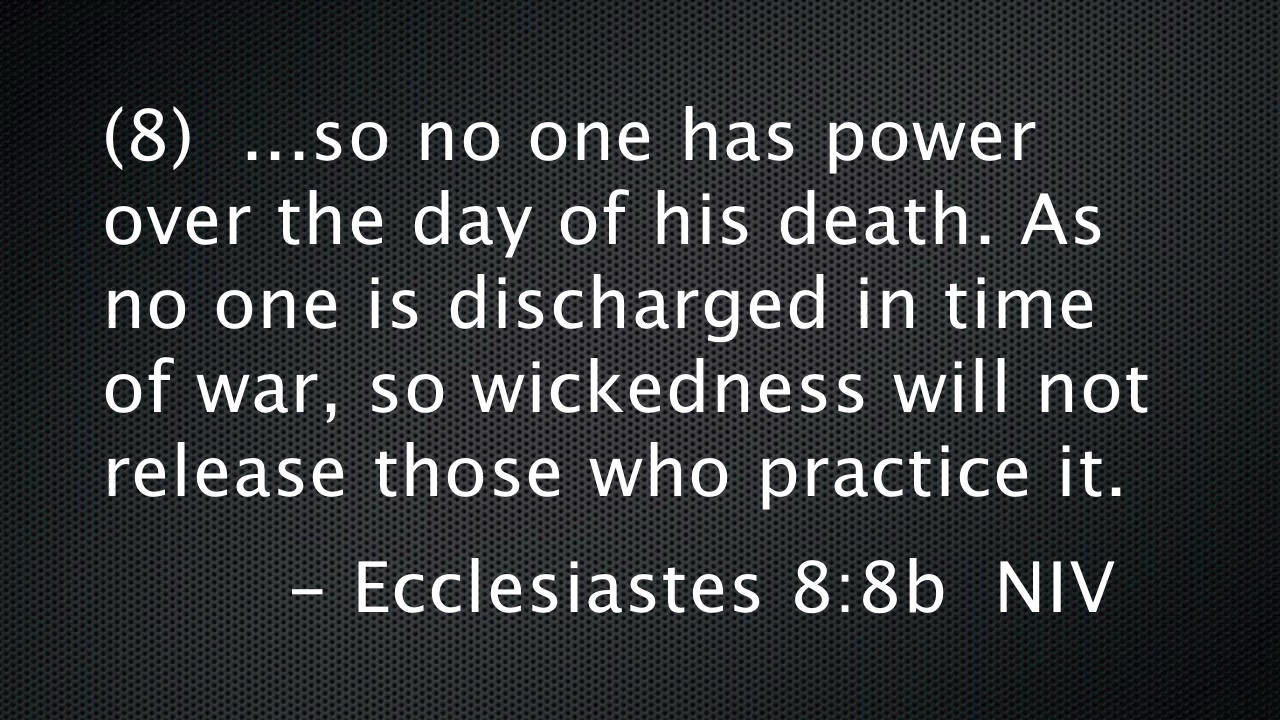 (8)  ...so no one has power
over the day of his death. As
no one is discharged in time
of war, so wickedness will not
release those who practice it.
– Ecclesiastes 8:8b  NIV